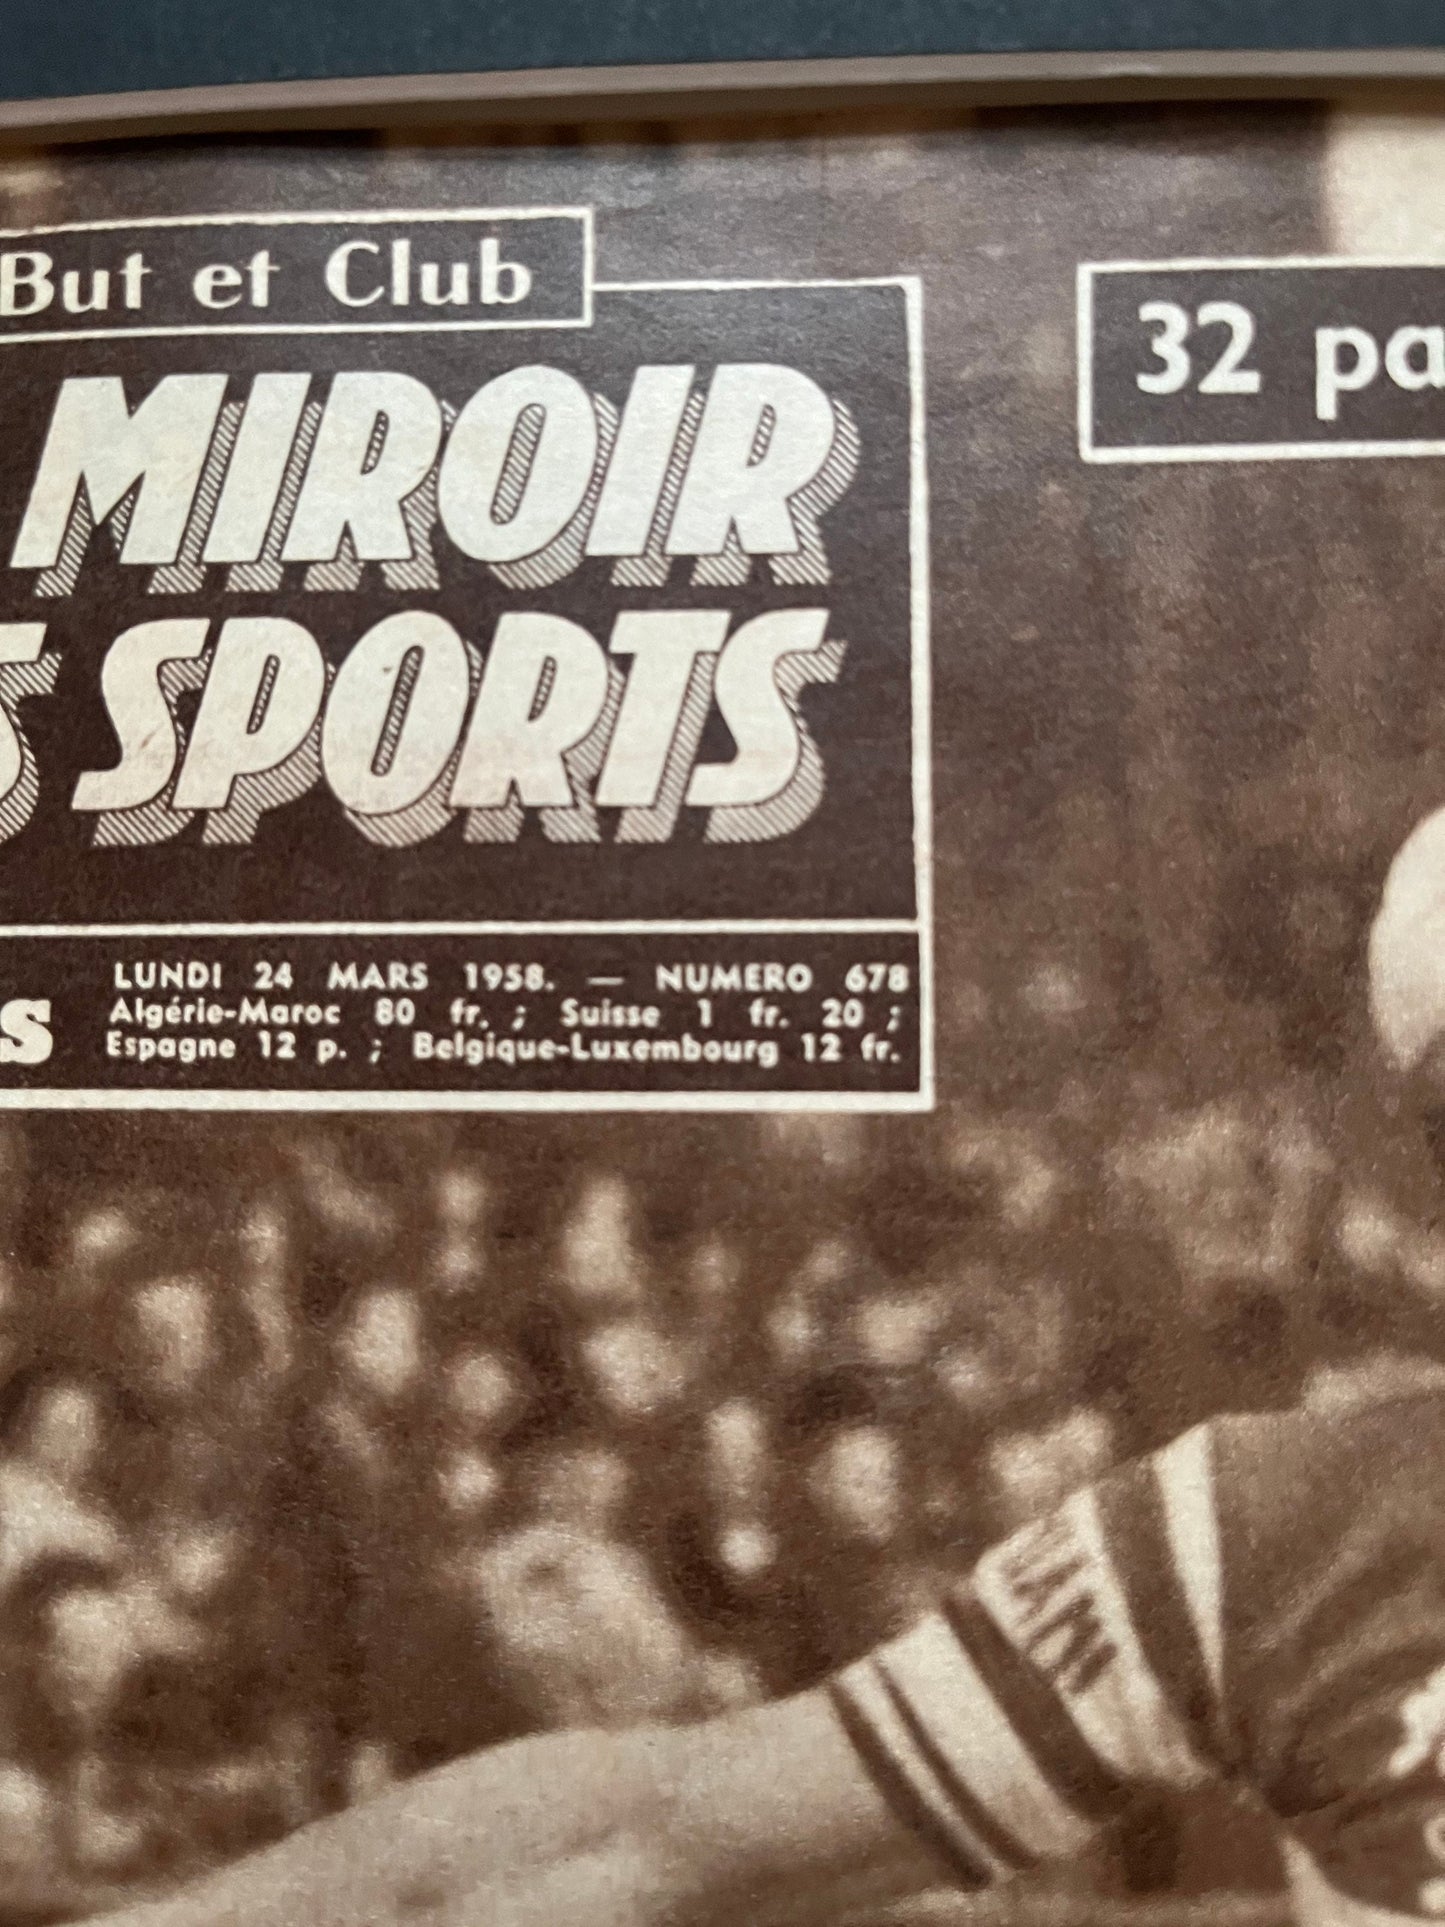 But et Club
32 pa
MIROIR
S SPORTS
S
LUNDI 24 MARS 1958. — NUMERO 678
Algérie-Maroc 80 fr. ; Suisse 1 fr. 20 ;
Espagne 12 p. ; Belgique-Luxembourg 12 fr.